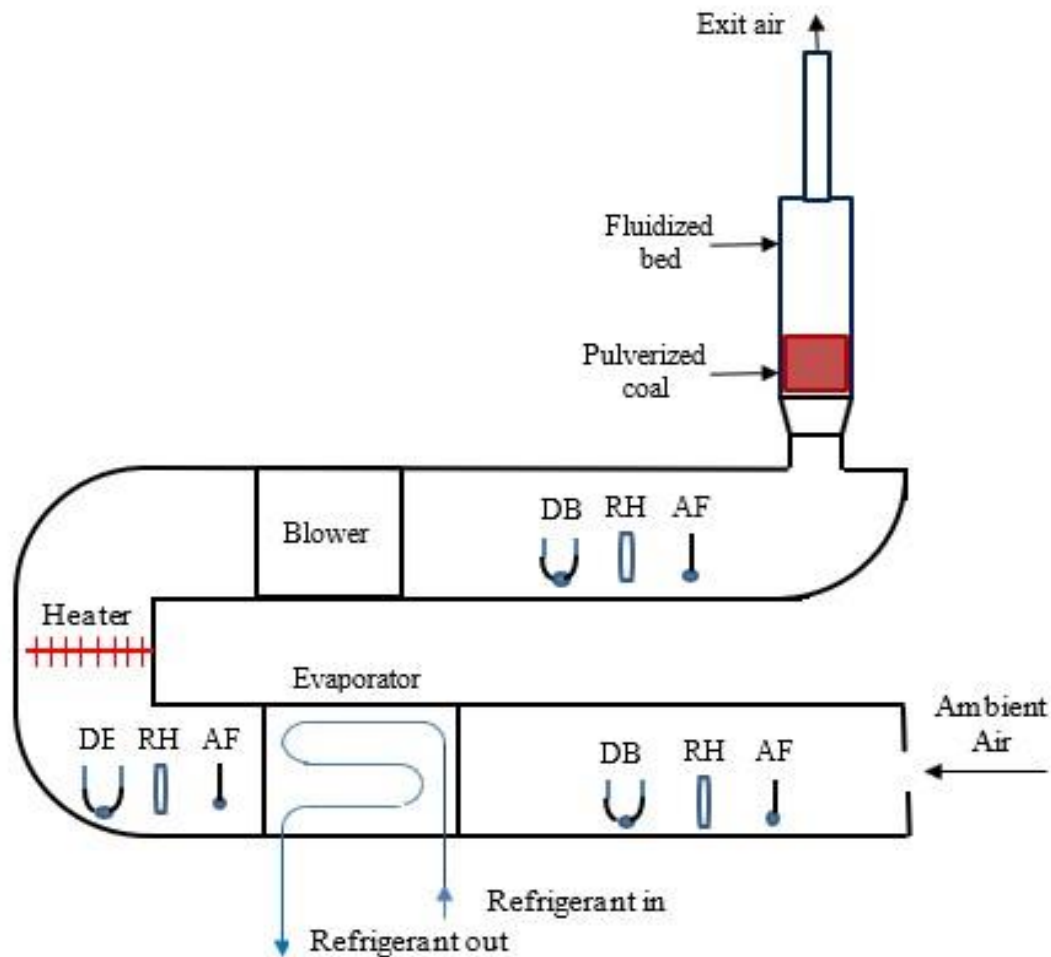 Exit air
Fluidized
bed
Pulverized
coal
DB RH AF
Blower
Heater
Evaporator
Ambient
Air
DE RH AF
DB RH AF
Refrigerant in
Refrigerant out